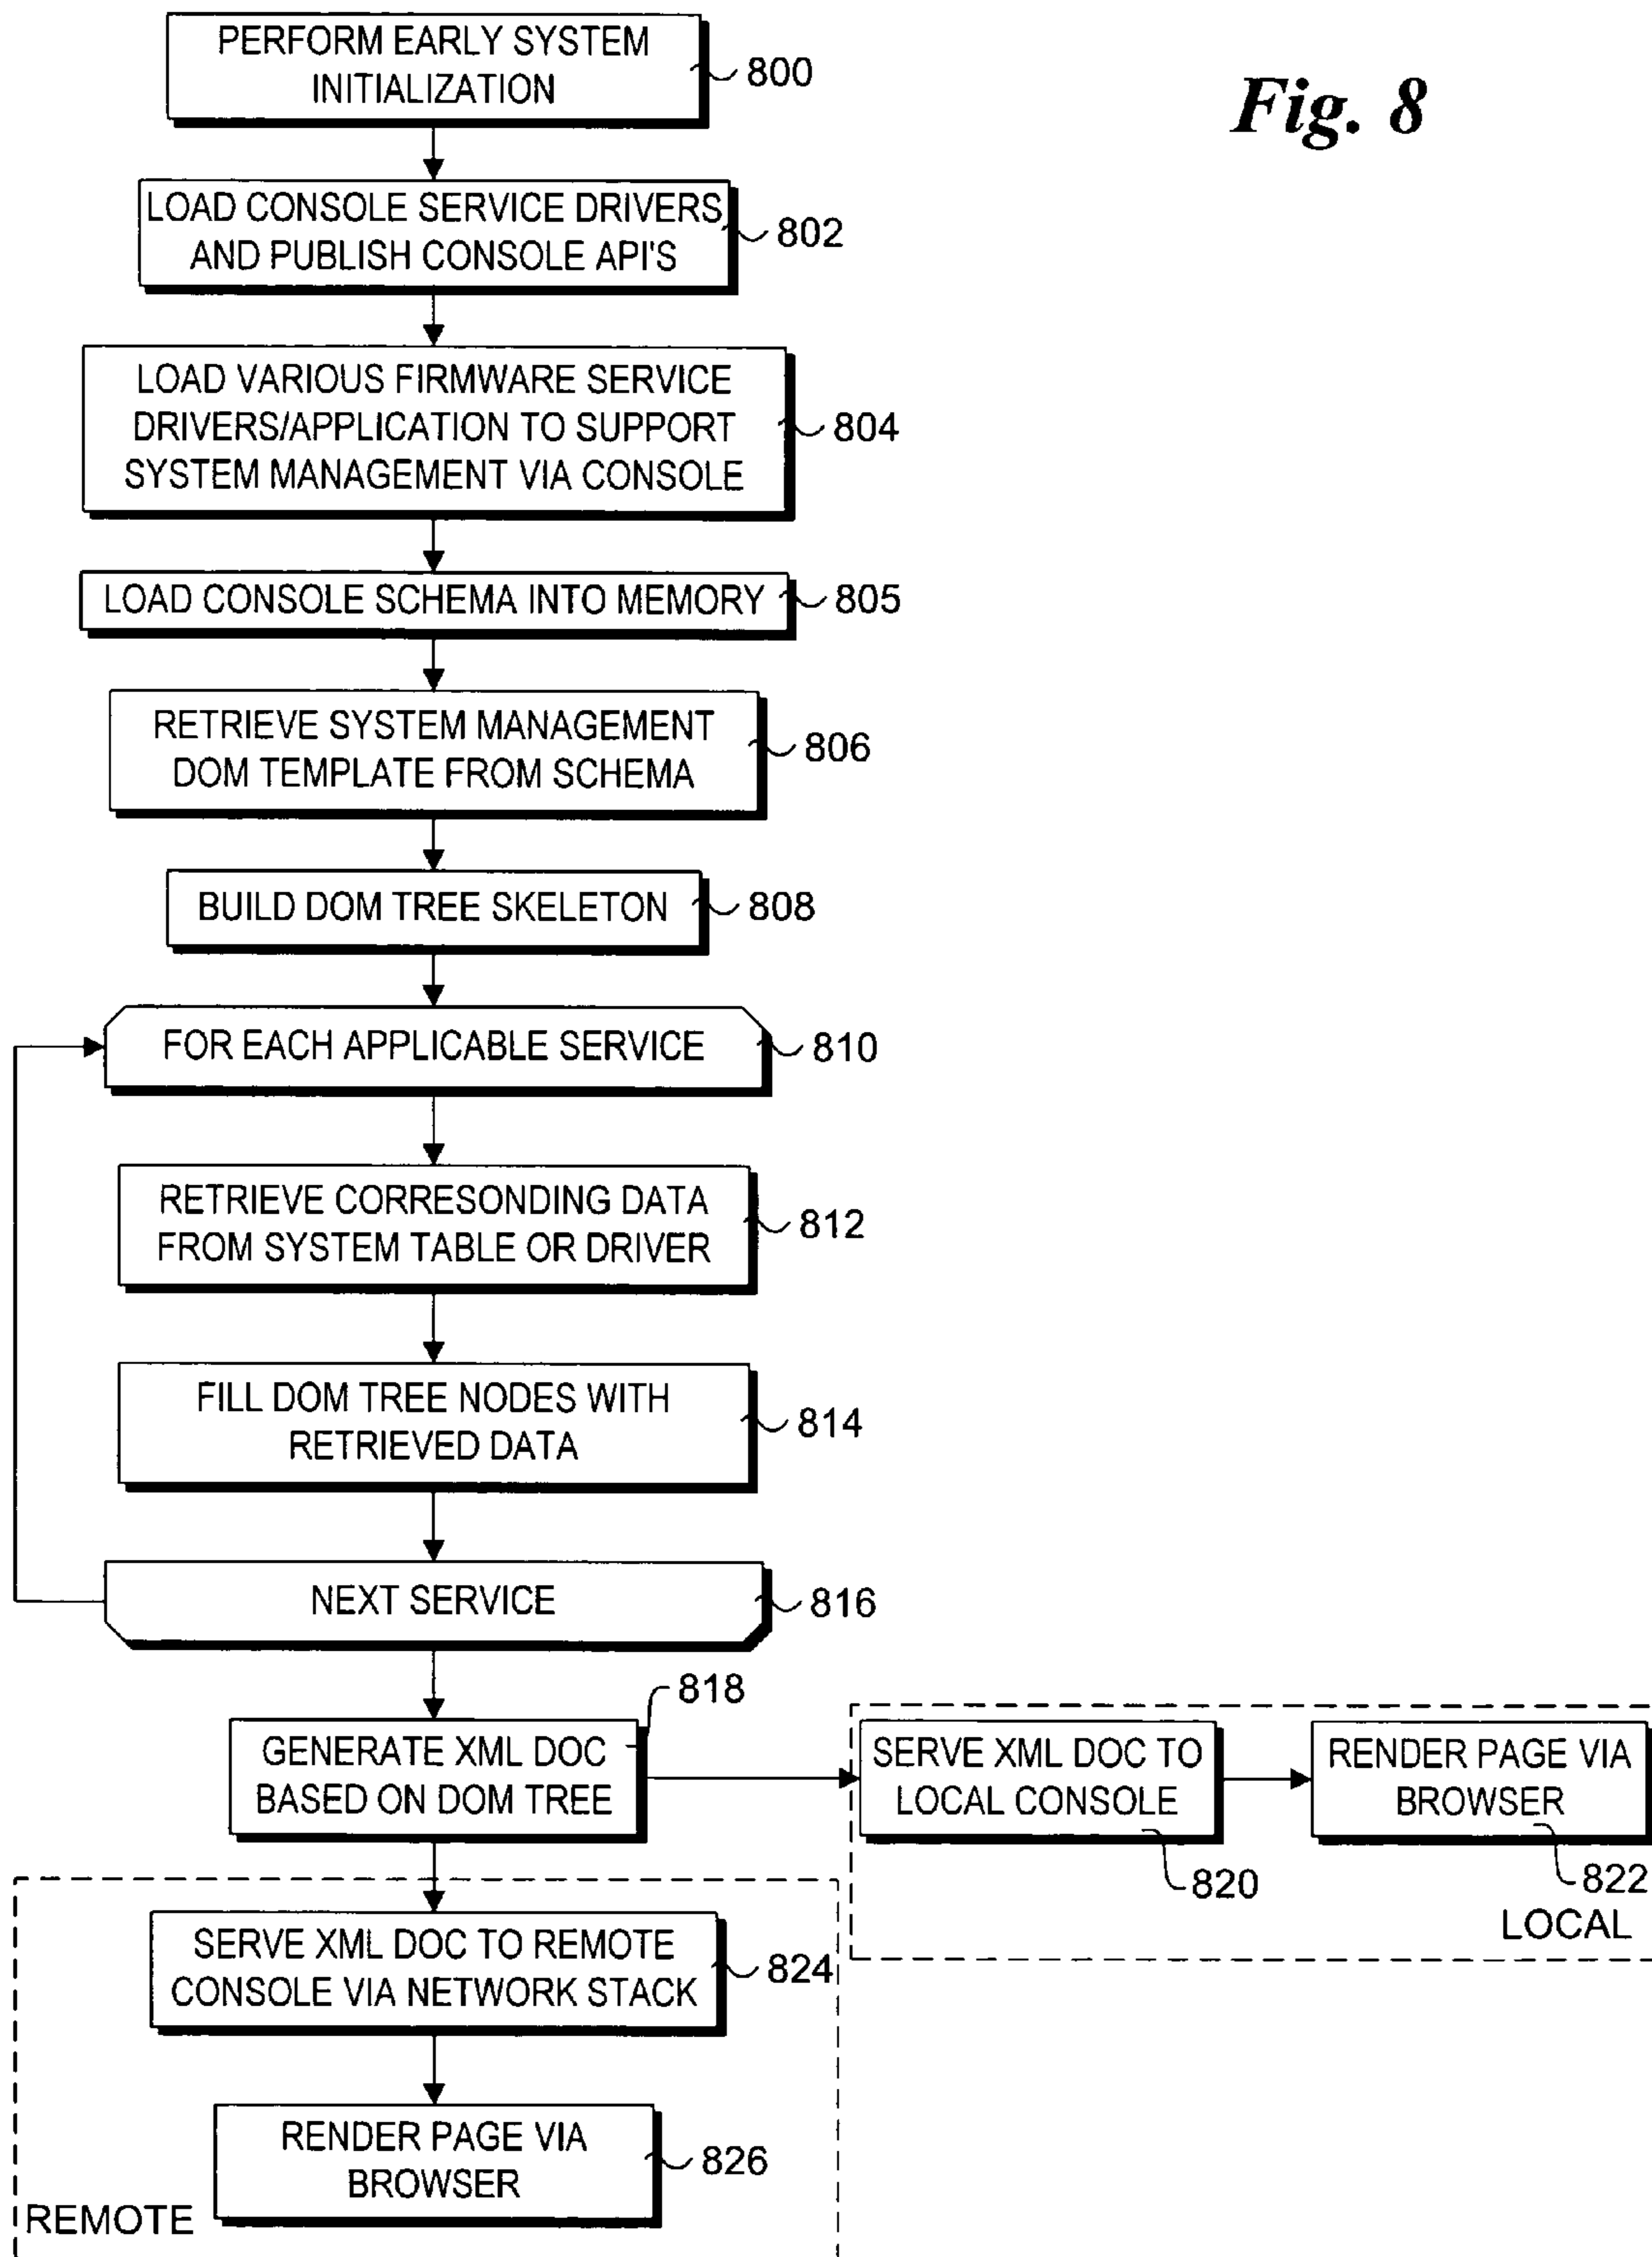 Fig. 8
PERFORM EARLY SYSTEM
INITIALIZATION
800
LOAD CONSOLE SERVICE DRIVERS
AND PUBLISH CONSOLE API'S
802
LOAD VARIOUS FIRMWARE SERVICE
DRIVERS/APPLICATION TO SUPPORT
SYSTEM MANAGEMENT VIA CONSOLE
804
LOAD CONSOLE SCHEMA INTO MEMORY
805
RETRIEVE SYSTEM MANAGEMENT
DOM TEMPLATE FROM SCHEMA
806
BUILD DOM TREE SKELETON
808
FOR EACH APPLICABLE SERVICE
810
RETRIEVE CORRESONDING DATA
FROM SYSTEM TABLE OR DRIVER
812
FILL DOM TREE NODES WITH
RETRIEVED DATA
814
NEXT SERVICE
816
818
GENERATE XML DOC
BASED ON DOM TREE
SERVE XML DOC TO
LOCAL CONSOLE
820
RENDER PAGE VIA
BROWSER
822
LOCAL
SERVE XML DOC TO REMOTE
CONSOLE VIA NETWORK STACK
824
RENDER PAGE VIA
BROWSER
826
REMOTE